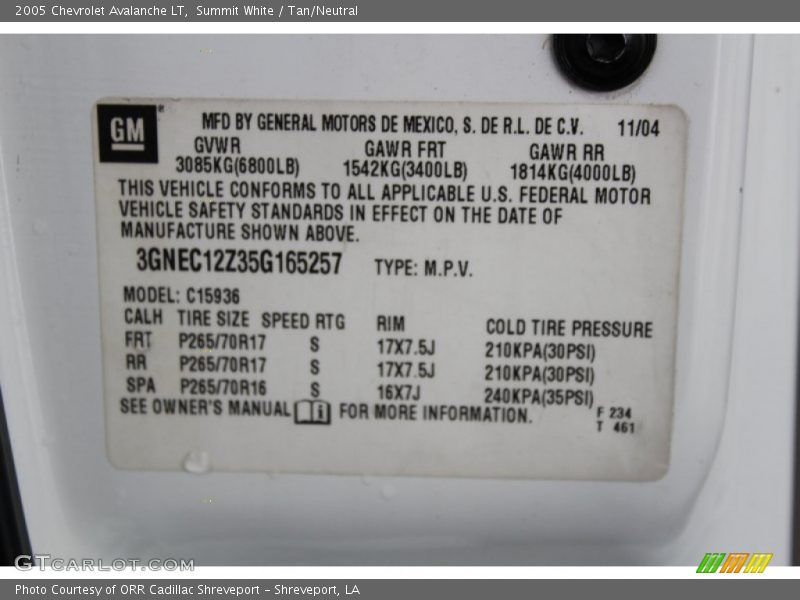 2005 Chevrolet Avalanche LT, Summit White / Tan/Neutral
GM
MFD BY GENERAL MOTORS DE MEXICO, S. DE R.L. DE C.V. 11/04
GVWR GAWR FRT GAWR RR
3085KG(6800LB) 1542KG(3400LB) 1814KG(4000LB)
THIS VEHICLE CONFORMS TO ALL APPLICABLE U.S. FEDERAL MOTOR
VEHICLE SAFETY STANDARDS IN EFFECT ON THE DATE OF
MANUFACTURE SHOWN ABOVE.
3GNEC12Z35G165257 TYPE: M.P.V.
MODEL: C15936
CALH TIRE SIZE SPEED RTG RIM COLD TIRE PRESSURE
FRT P265/70R17 S 17X7.5J 210KPA(30PSI)
RR P265/70R17 S 17X7.5J 210KPA(30PSI)
SPA P265/70R16 S 16X7J 240KPA(35PSI)
SEE OWNER'S MANUAL FOR MORE INFORMATION.
F 234
T 461
GTCARLOT.COM
Photo Courtesy of ORR Cadillac Shreveport - Shreveport, LA